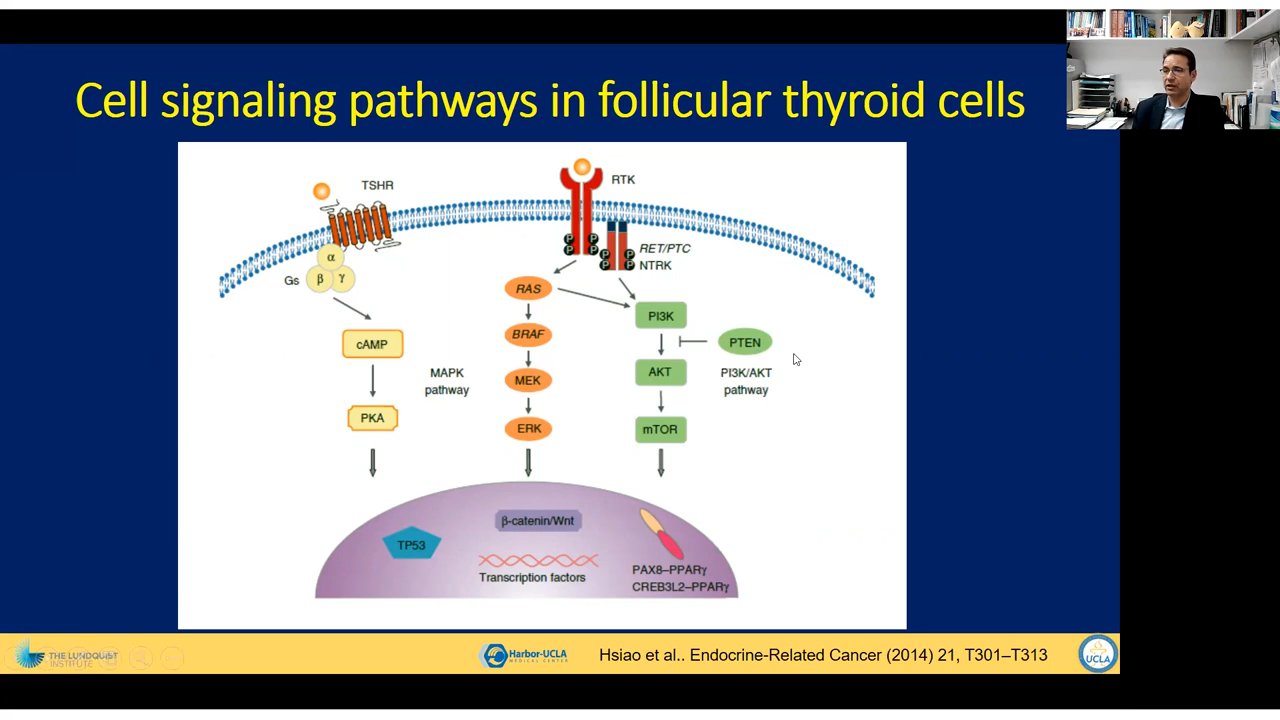 Cell signaling pathways in follicular thyroid cells
TSHR
RTK
P
P
P
P
RET/PTC
NTRK
P
P
P
P
α
β
γ
Gs
RAS
PI3K
BRAF
PTEN
cAMP
MAPK
pathway
MEK
AKT
PI3K/AKT
pathway
PKA
ERK
mTOR
β-catenin/Wnt
TP53
Transcription factors
PAX8–PPARγ
CREB3L2–PPARγ
THE LUNDQUIST
INSTITUTE
Harbor-UCLA
MEDICAL CENTER
Hsiao et al.. Endocrine-Related Cancer (2014) 21, T301–T313
UCLA